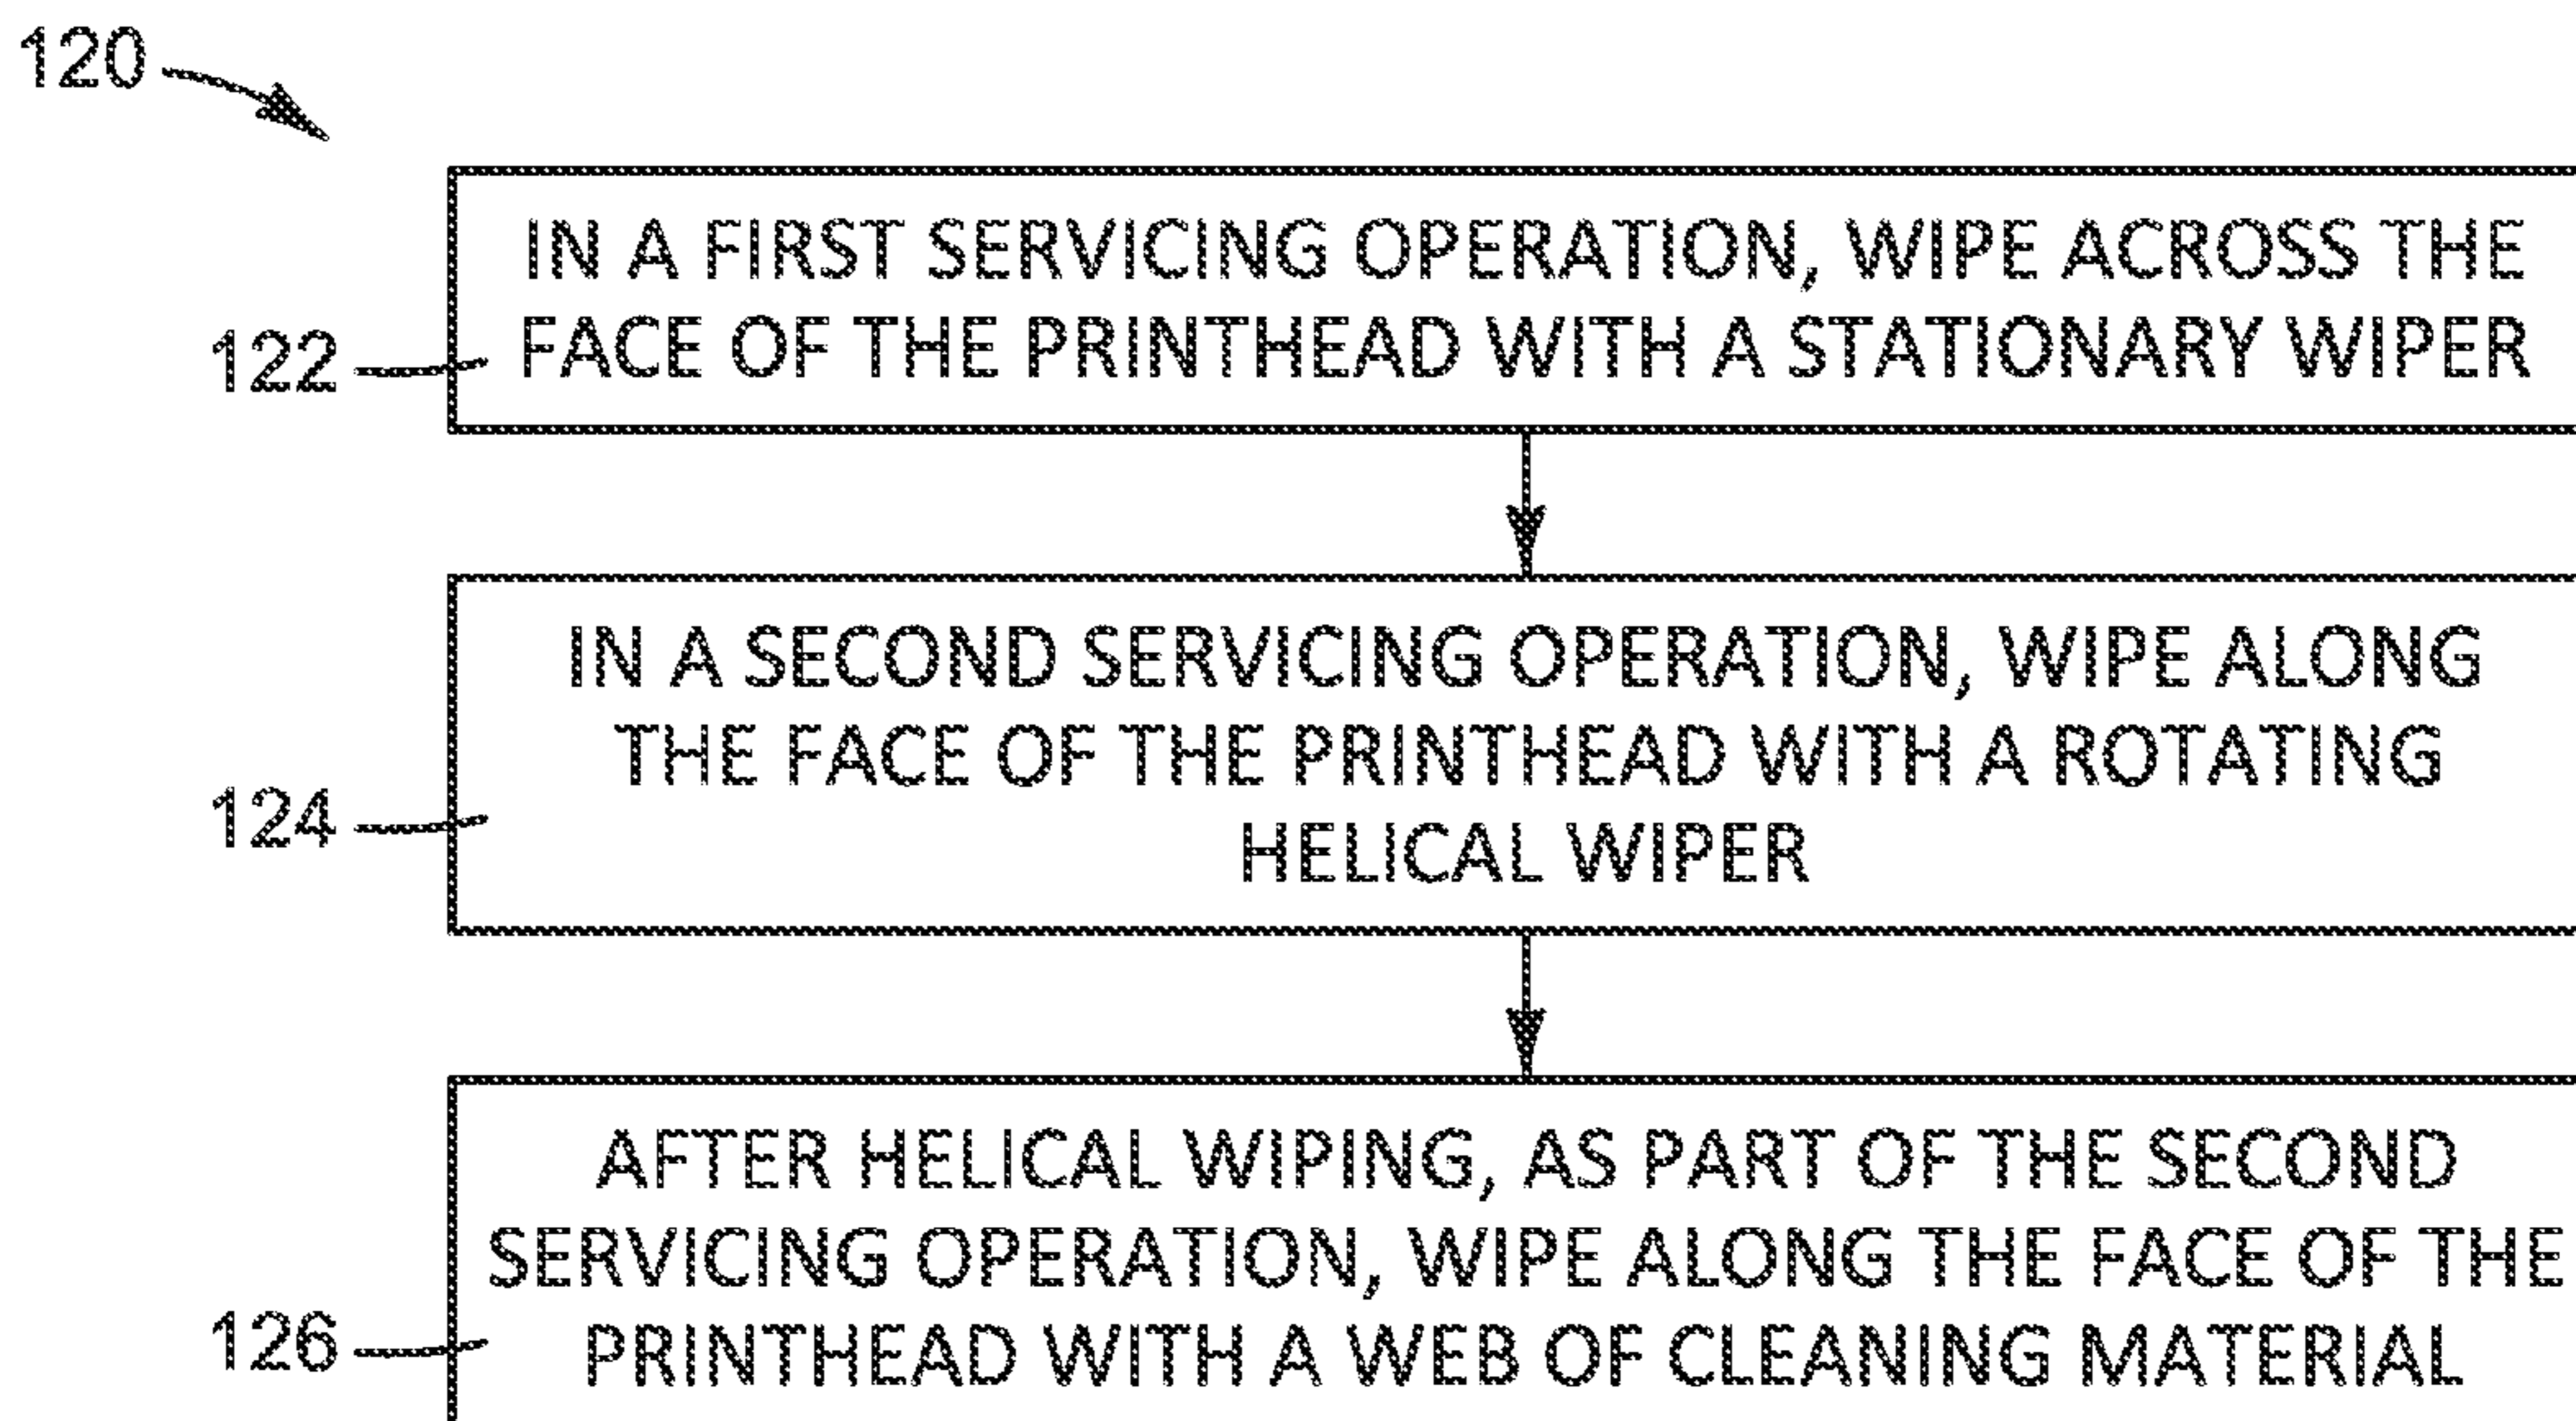 120
IN A FIRST SERVICING OPERATION, WIPE ACROSS THE
FACE OF THE PRINTHEAD WITH A STATIONARY WIPER
122
IN A SECOND SERVICING OPERATION, WIPE ALONG
THE FACE OF THE PRINTHEAD WITH A ROTATING
HELICAL WIPER
124
AFTER HELICAL WIPING, AS PART OF THE SECOND
SERVICING OPERATION, WIPE ALONG THE FACE OF THE
PRINTHEAD WITH A WEB OF CLEANING MATERIAL
126